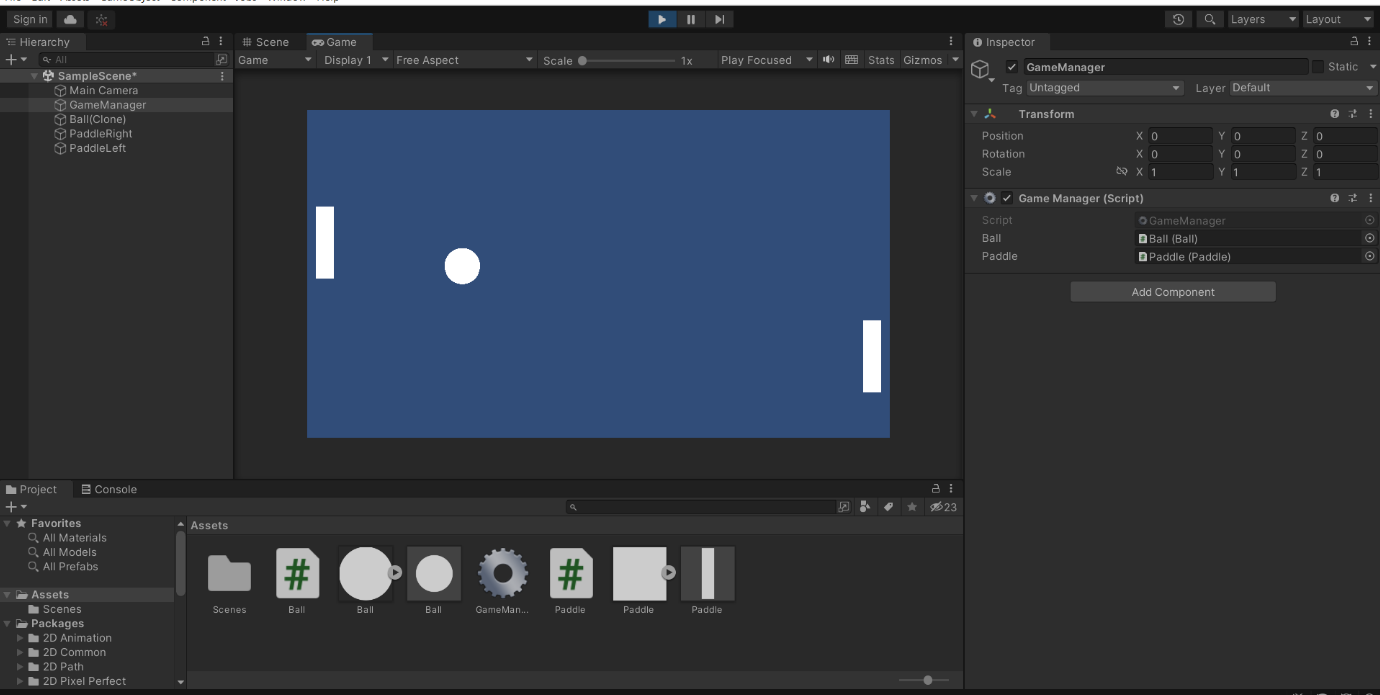 Sign in
Layers
Layout
Hierarchy
All
SampleScene*
Main Camera
GameManager
Ball(Clone)
PaddleRight
PaddleLeft
Scene
Game
Game
Display 1
Free Aspect
Scale
1x
Play Focused
Stats
Gizmos
Inspector
GameManager
Static
Tag Untagged
Layer Default
Transform
Position X 0 Y 0 Z 0
Rotation X 0 Y 0 Z 0
Scale X 1 Y 1 Z 1
Game Manager (Script)
Script GameManager
Ball # Ball (Ball)
Paddle # Paddle (Paddle)
Add Component
Project
Console
23
Favorites
All Materials
All Models
All Prefabs
Assets
Scenes
Packages
2D Animation
2D Common
2D Path
2D Pixel Perfect
Assets
# #
Scenes Ball Ball Ball GameMan... Paddle Paddle Paddle